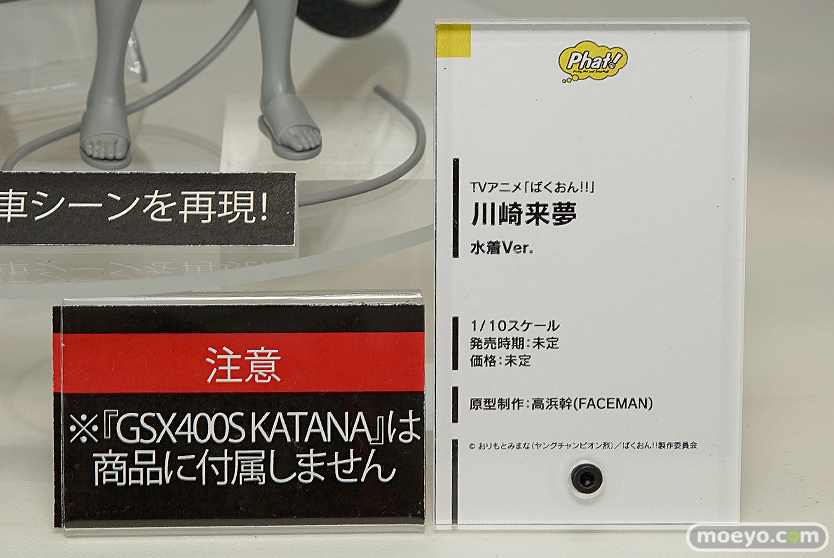 車シーンを再現!
注意
※『GSX400S KATANA』は
商品に付属しません
Phat!
TVアニメ「ばくおん!!」
川崎来夢
水着Ver.
1/10スケール
発売時期:未定
価格:未定
原型制作:高浜幹(FACEMAN)
© おりもとみまな(ヤングチャンピオン烈)/ばくおん!!製作委員会
moeyo.com